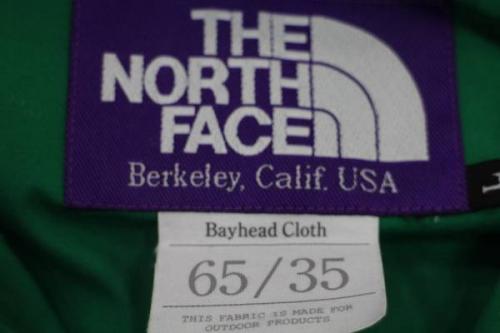 THE
NORTH
FACE
Berkeley, Calif. USA
Bayhead Cloth
65/35
THIS FABRIC IS MADE FOR
OUTDOOR PRODUCTS